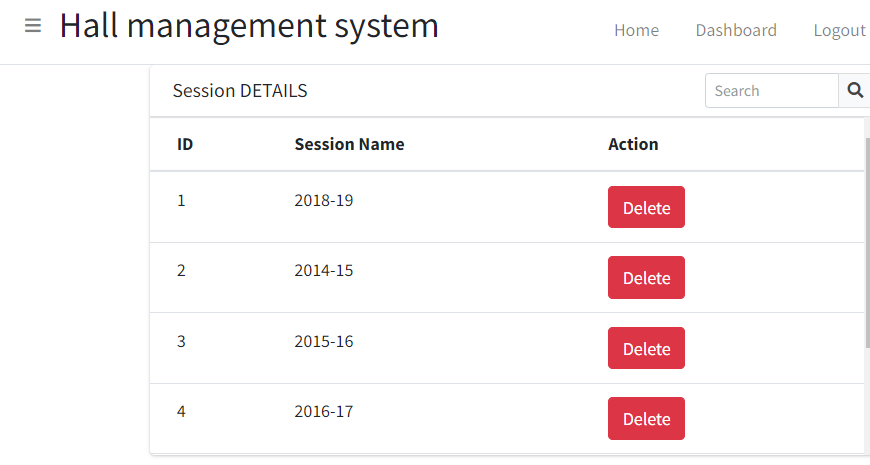 Hall management system
Home Dashboard Logout
Session DETAILS
Search
ID Session Name Action
1 2018-19 Delete
2 2014-15 Delete
3 2015-16 Delete
4 2016-17 Delete